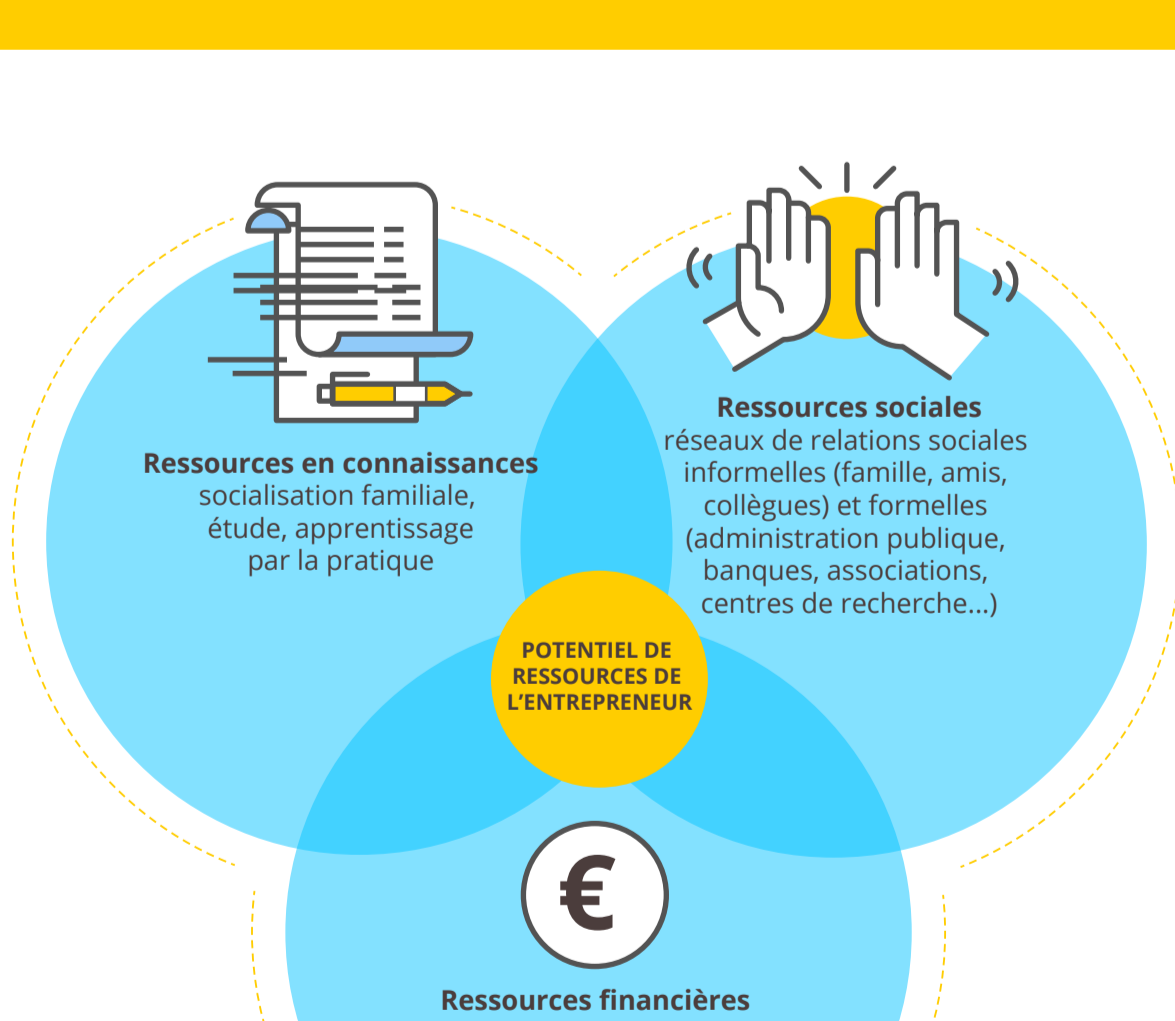 Ressources en connaissances
socialisation familiale,
étude, apprentissage
par la pratique
Ressources sociales
réseaux de relations sociales
informelles (famille, amis,
collègues) et formelles
(administration publique,
banques, associations,
centres de recherche...)
POTENTIEL DE
RESSOURCES DE
L’ENTREPRENEUR
€
Ressources financières